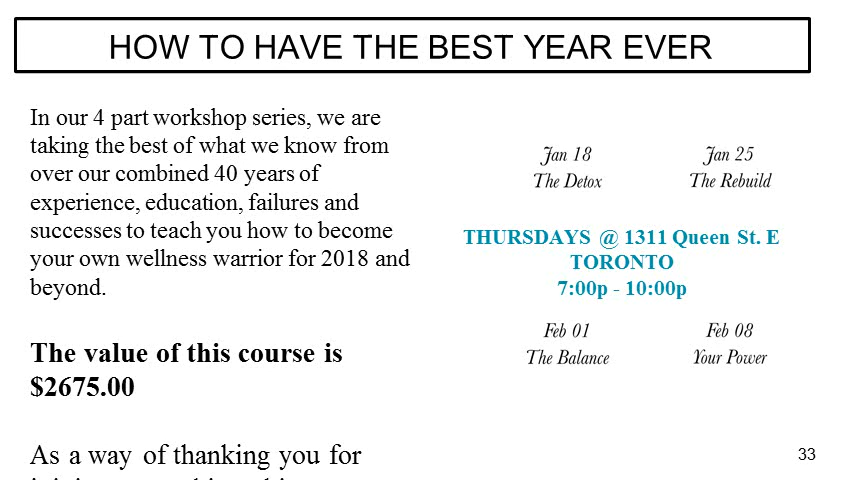 HOW TO HAVE THE BEST YEAR EVER
In our 4 part workshop series, we are
taking the best of what we know from
over our combined 40 years of
experience, education, failures and
successes to teach you how to become
your own wellness warrior for 2018 and
beyond.
The value of this course is
$2675.00
As a way of thanking you for
Jan 18
The Detox
Jan 25
The Rebuild
THURSDAYS @ 1311 Queen St. E
TORONTO
7:00p - 10:00p
Feb 01
The Balance
Feb 08
Your Power
33